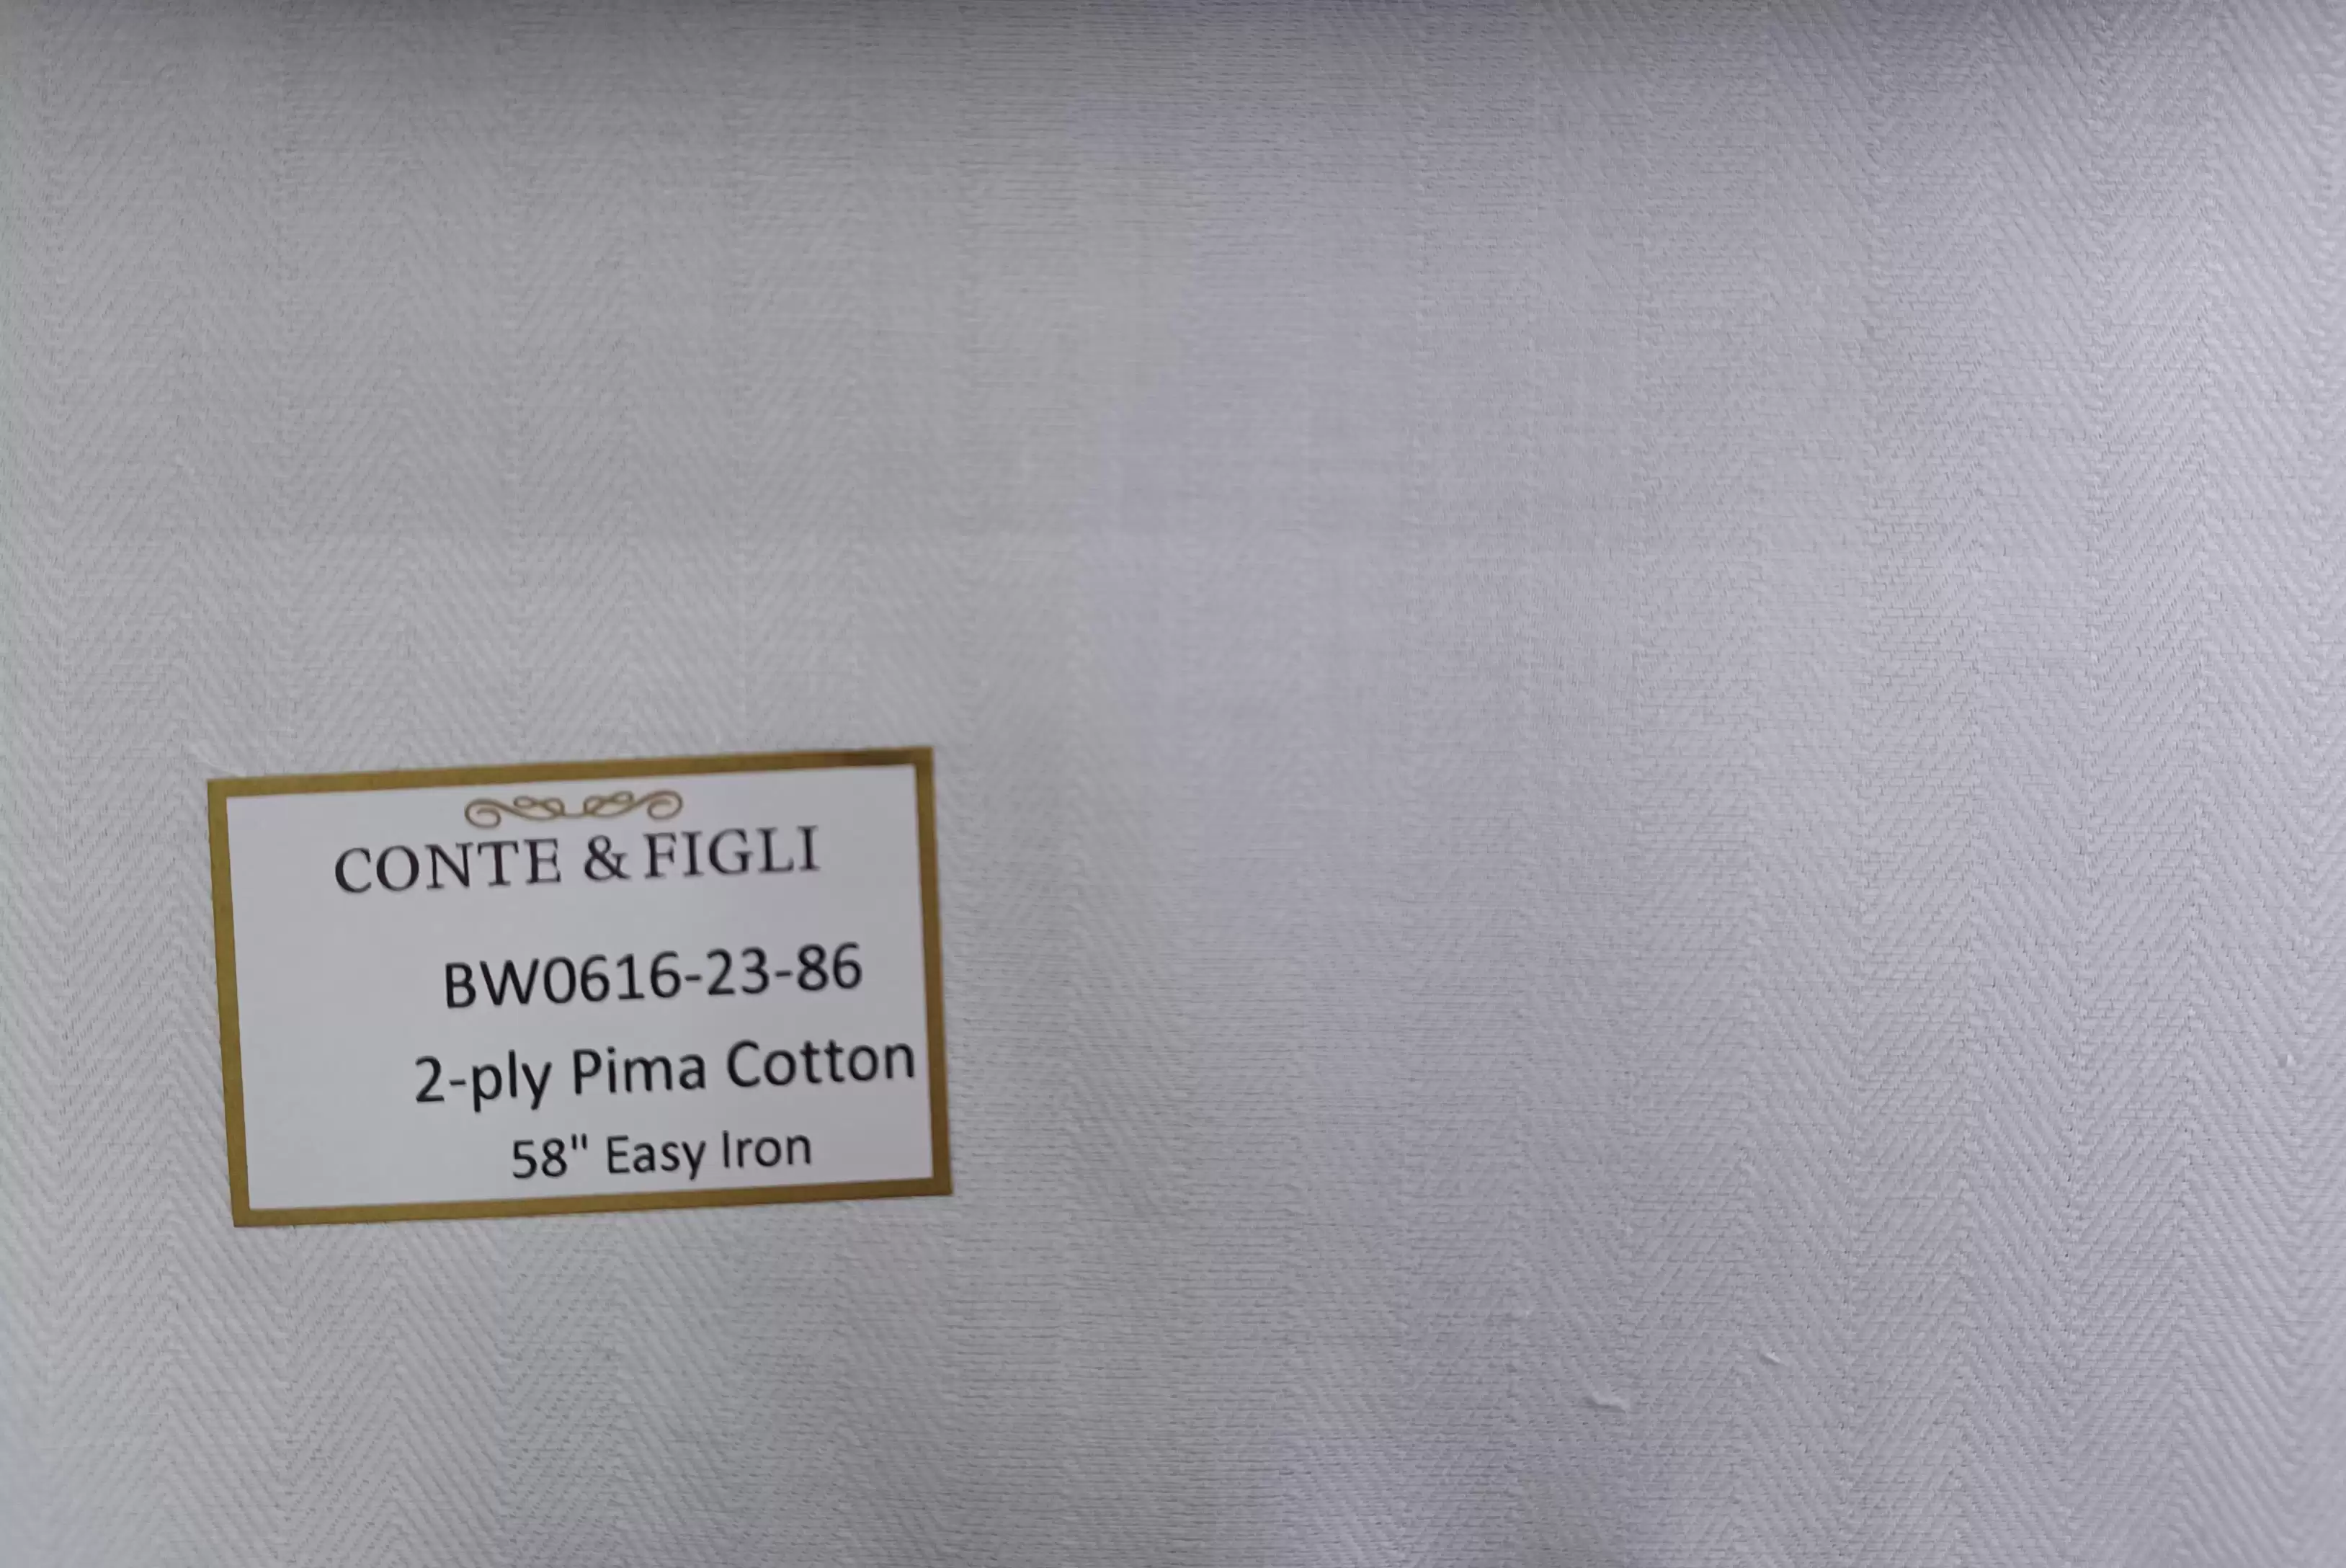 CONTE & FIGLI
BW0616-23-86
2-ply Pima Cotton
58" Easy Iron